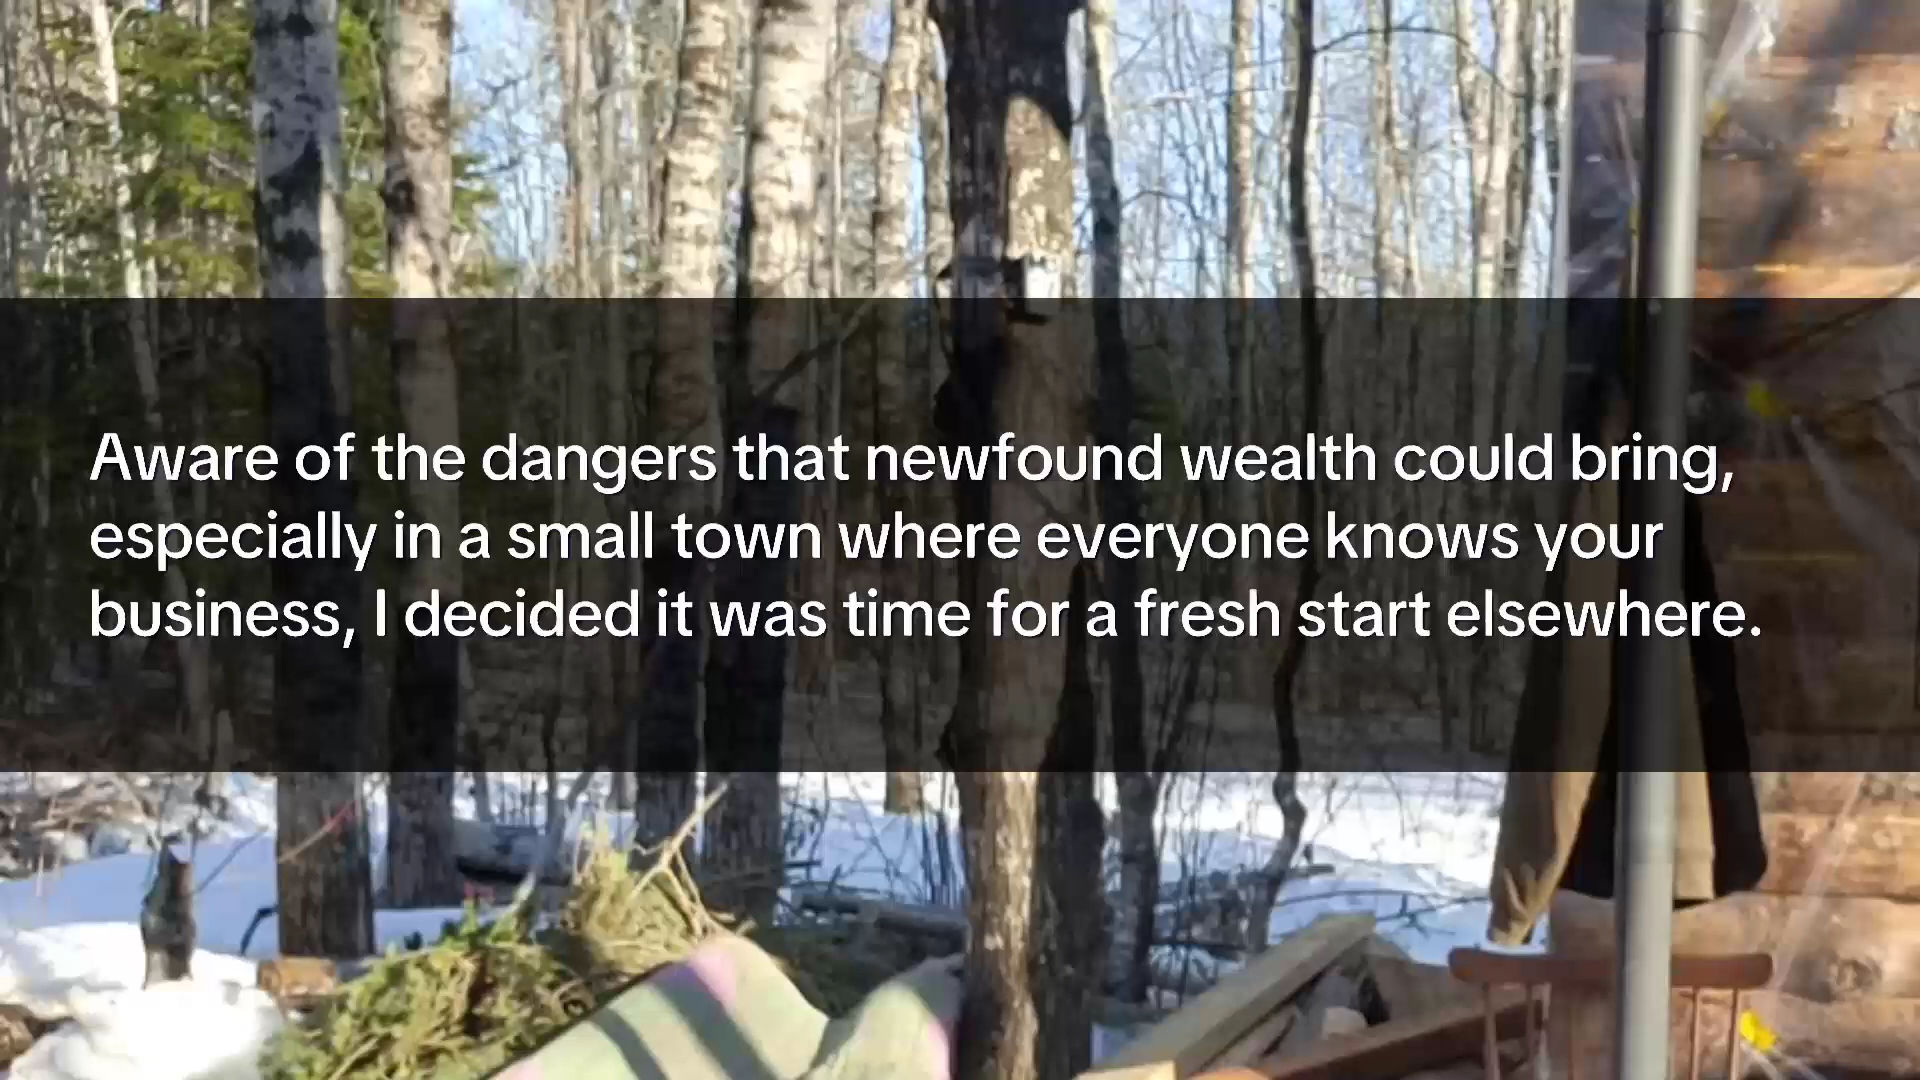 Aware of the dangers that newfound wealth could bring,
especially in a small town where everyone knows your
business, I decided it was time for a fresh start elsewhere.